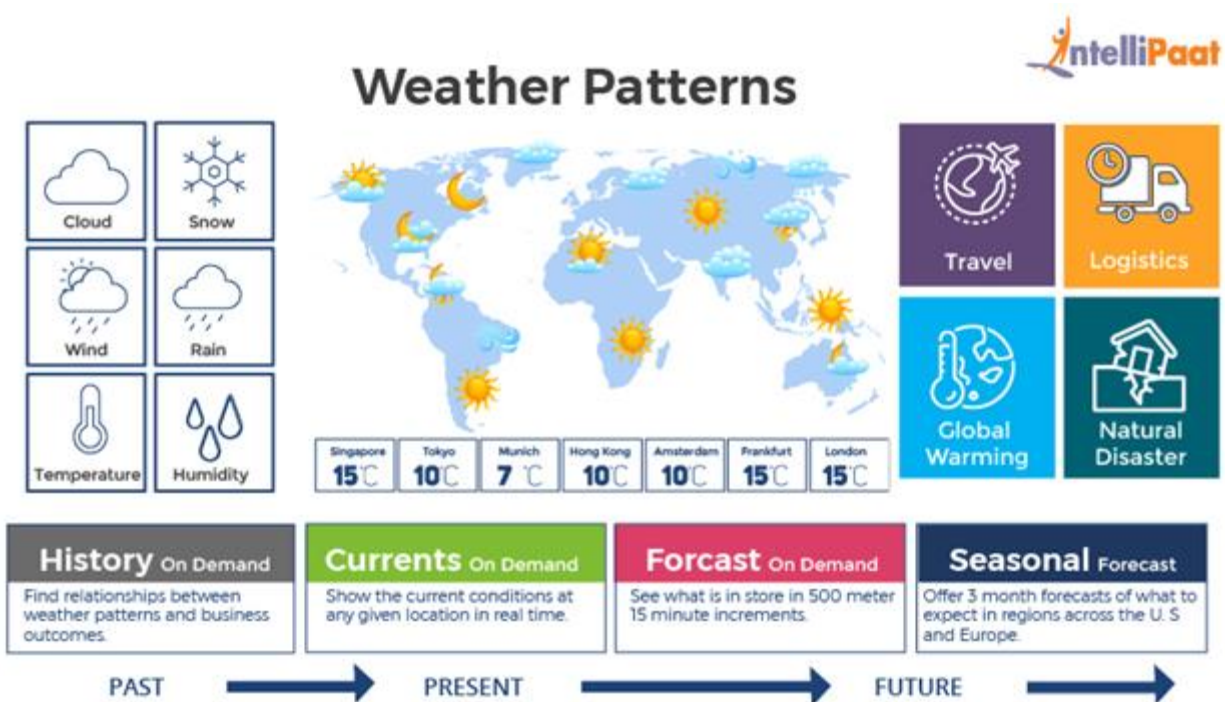 IntelliPaat
Weather Patterns
Cloud
Snow
Wind
Rain
Temperature
Humidity
Travel
Logistics
Global
Warming
Natural
Disaster
Singapore
15°C
Tokyo
10°C
Munich
7 °C
Hong Kong
10°C
Amsterdam
10°C
Frankfurt
15°C
London
15°C
History On Demand
Find relationships between
weather patterns and business
outcomes.
Currents On Demand
Show the current conditions at
any given location in real time.
Forcast On Demand
See what is in store in 500 meter
15 minute increments.
Seasonal Forecast
Offer 3 month forecasts of what to
expect in regions across the U. S
and Europe.
PAST
PRESENT
FUTURE